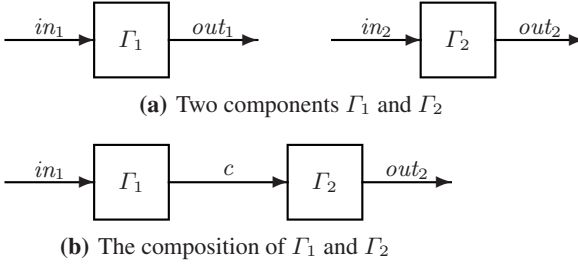 in₁ Γ₁ out₁ in₂ Γ₂ out₂
(a) Two components Γ₁ and Γ₂
in₁ Γ₁ c Γ₂ out₂
(b) The composition of Γ₁ and Γ₂